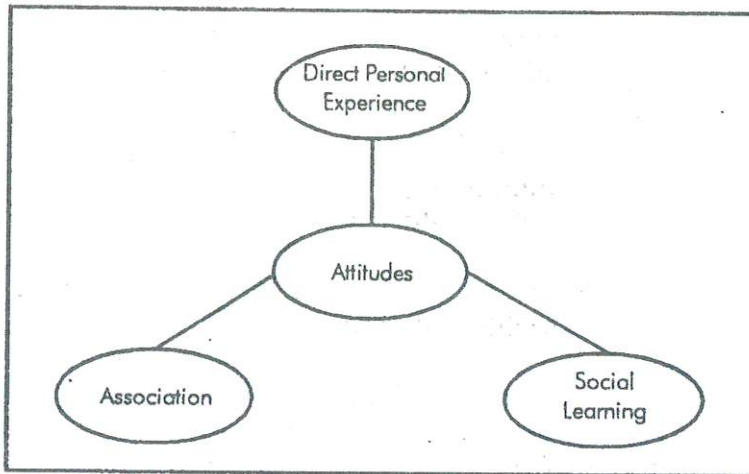 Direct Personal
Experience
Attitudes
Association
Social
Learning